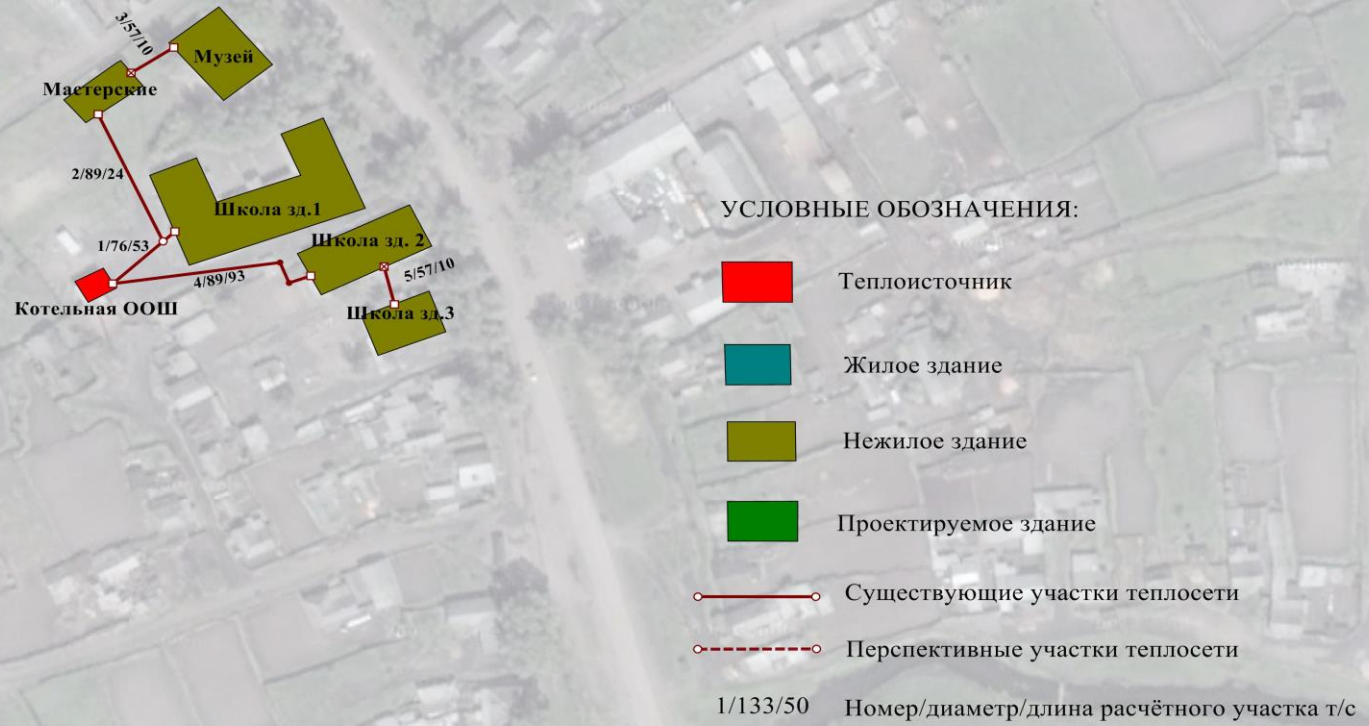 3/57/10
Музей
Мастерские
2/89/24
Школа зд.1
1/76/53
Школа зд. 2
4/89/93
5/57/10
Котельная ООШ
Школа зд.3
УСЛОВНЫЕ ОБОЗНАЧЕНИЯ:
Теплоисточник
Жилое здание
Нежилое здание
Проектируемое здание
Существующие участки теплосети
Перспективные участки теплосети
1/133/50 Номер/диаметр/длина расчётного участка т/с